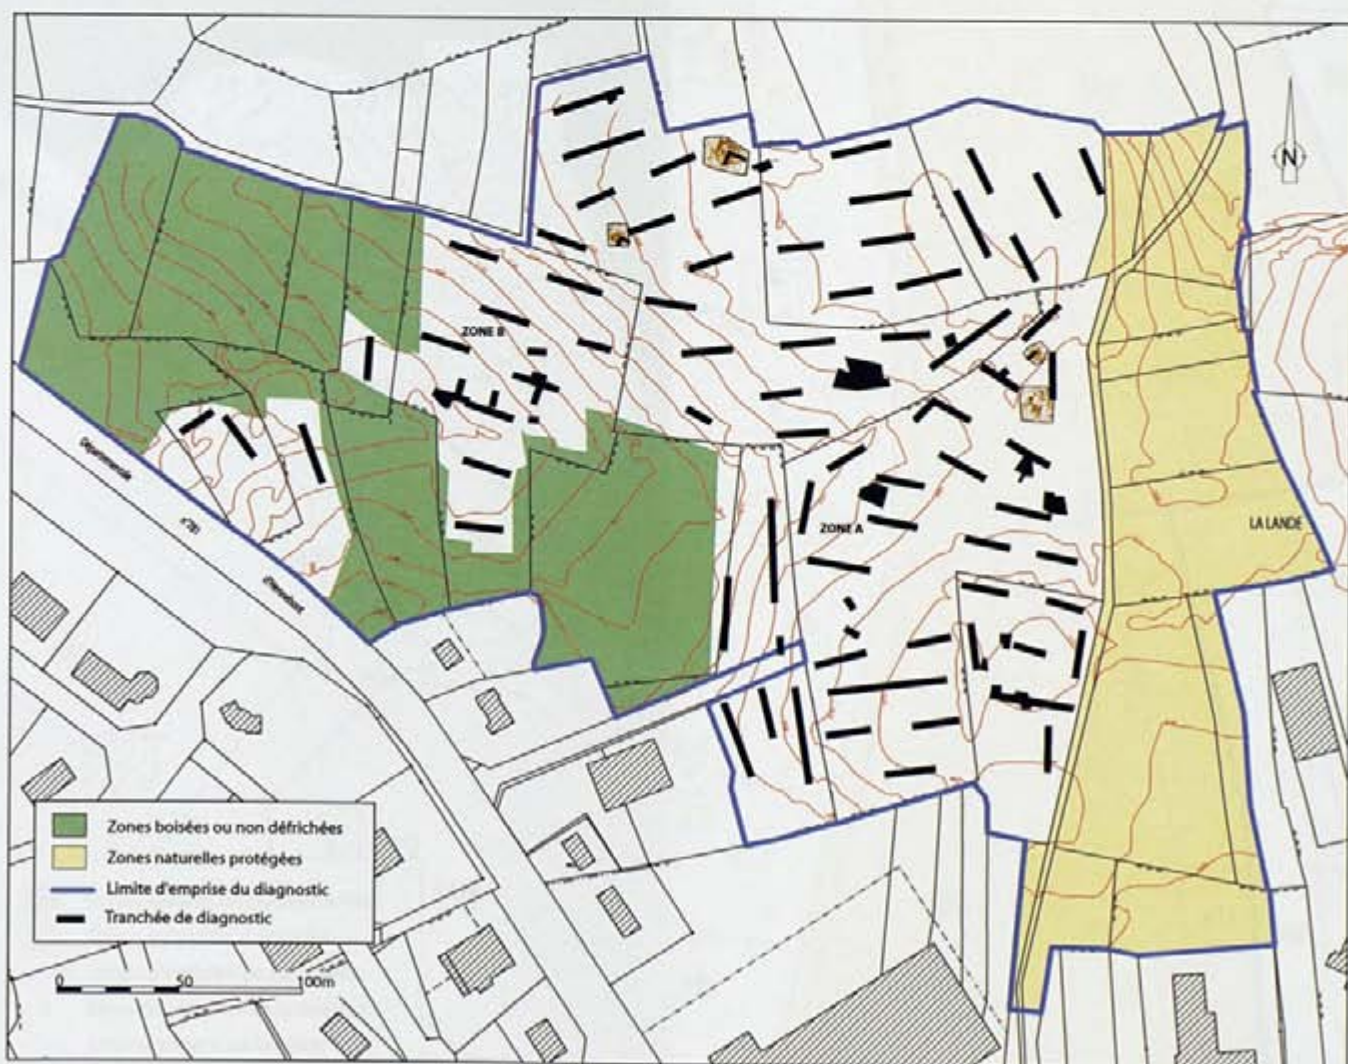 N
ZONE B
LA LANDE
ZONE A
Départementale
Zones boisées ou non défrichées
Zones naturelles protégées
Limite d'emprise du diagnostic
Tranchée de diagnostic
0 50 100m